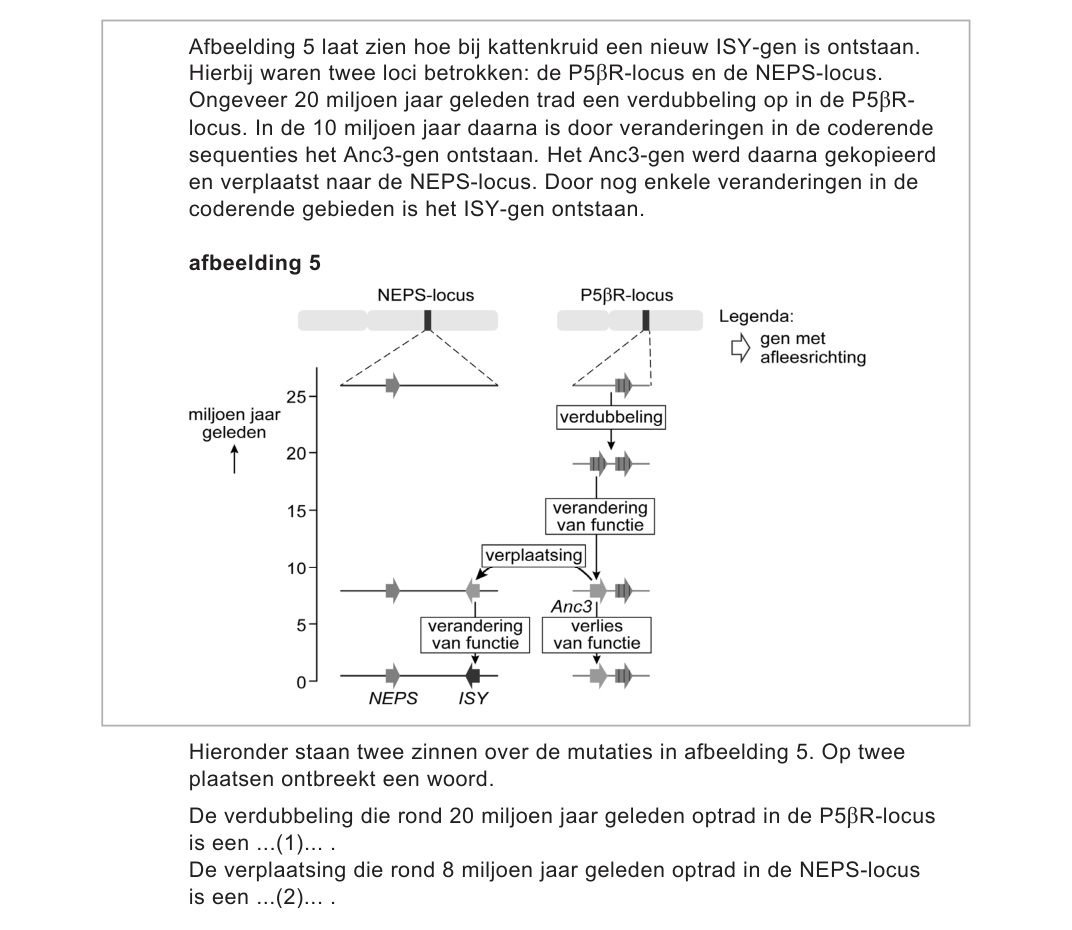 Afbeelding 5 laat zien hoe bij kattenkruid een nieuw ISY-gen is ontstaan.
Hierbij waren twee loci betrokken: de P5βR-locus en de NEPS-locus.
Ongeveer 20 miljoen jaar geleden trad een verdubbeling op in de P5βR-
locus. In de 10 miljoen jaar daarna is door veranderingen in de coderende
sequenties het Anc3-gen ontstaan. Het Anc3-gen werd daarna gekopieerd
en verplaatst naar de NEPS-locus. Door nog enkele veranderingen in de
coderende gebieden is het ISY-gen ontstaan.
afbeelding 5
NEPS-locus
P5βR-locus
Legenda:
gen met
afleesrichting
miljoen jaar
geleden
25
20
15
10
5
0
verdubbeling
verandering
van functie
verplaatsing
Anc3
verandering
van functie
verlies
van functie
NEPS
ISY
Hieronder staan twee zinnen over de mutaties in afbeelding 5. Op twee
plaatsen ontbreekt een woord.
De verdubbeling die rond 20 miljoen jaar geleden optrad in de P5βR-locus
is een ...(1)... .
De verplaatsing die rond 8 miljoen jaar geleden optrad in de NEPS-locus
is een ...(2)... .